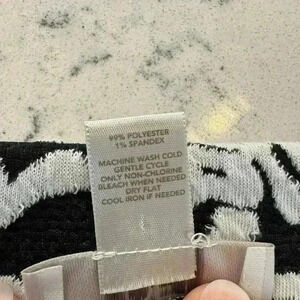 99% POLYESTER
1% SPANDEX
MACHINE WASH COLD
GENTLE CYCLE
ONLY NON-CHLORINE
BLEACH WHEN NEEDED
DRY FLAT
COOL IRON IF NEEDED